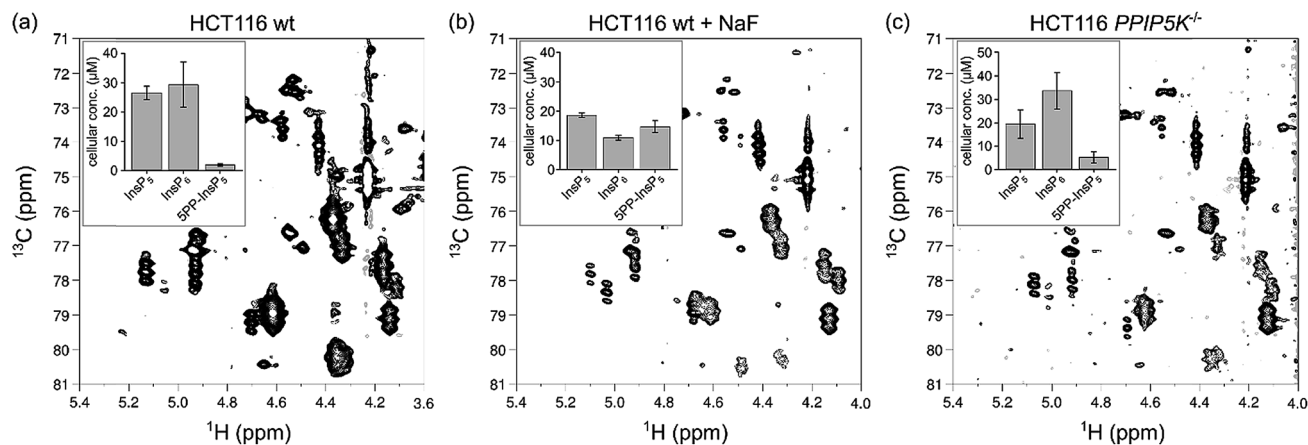 (a) HCT116 wt
(b) HCT116 wt + NaF
(c) HCT116 PPIP5K-/-
71
72
73
74
75
76
77
78
79
80
81
13C (ppm)
5.4 5.2 5.0 4.8 4.6 4.4 4.2 3.6
1H (ppm)
cellular conc. (µM)
40
30
20
10
0
InsP5 InsP6 5PP-InsP5
71
72
73
74
75
76
77
78
79
80
81
13C (ppm)
5.4 5.2 5.0 4.8 4.6 4.4 4.2 4.0
1H (ppm)
cellular conc. (µM)
40
30
20
10
0
InsP5 InsP6 5PP-InsP5
71
72
73
74
75
76
77
78
79
80
81
13C (ppm)
5.4 5.2 5.0 4.8 4.6 4.4 4.2 4.0
1H (ppm)
cellular conc. (µM)
50
40
30
20
10
0
InsP5 InsP6 5PP-InsP5